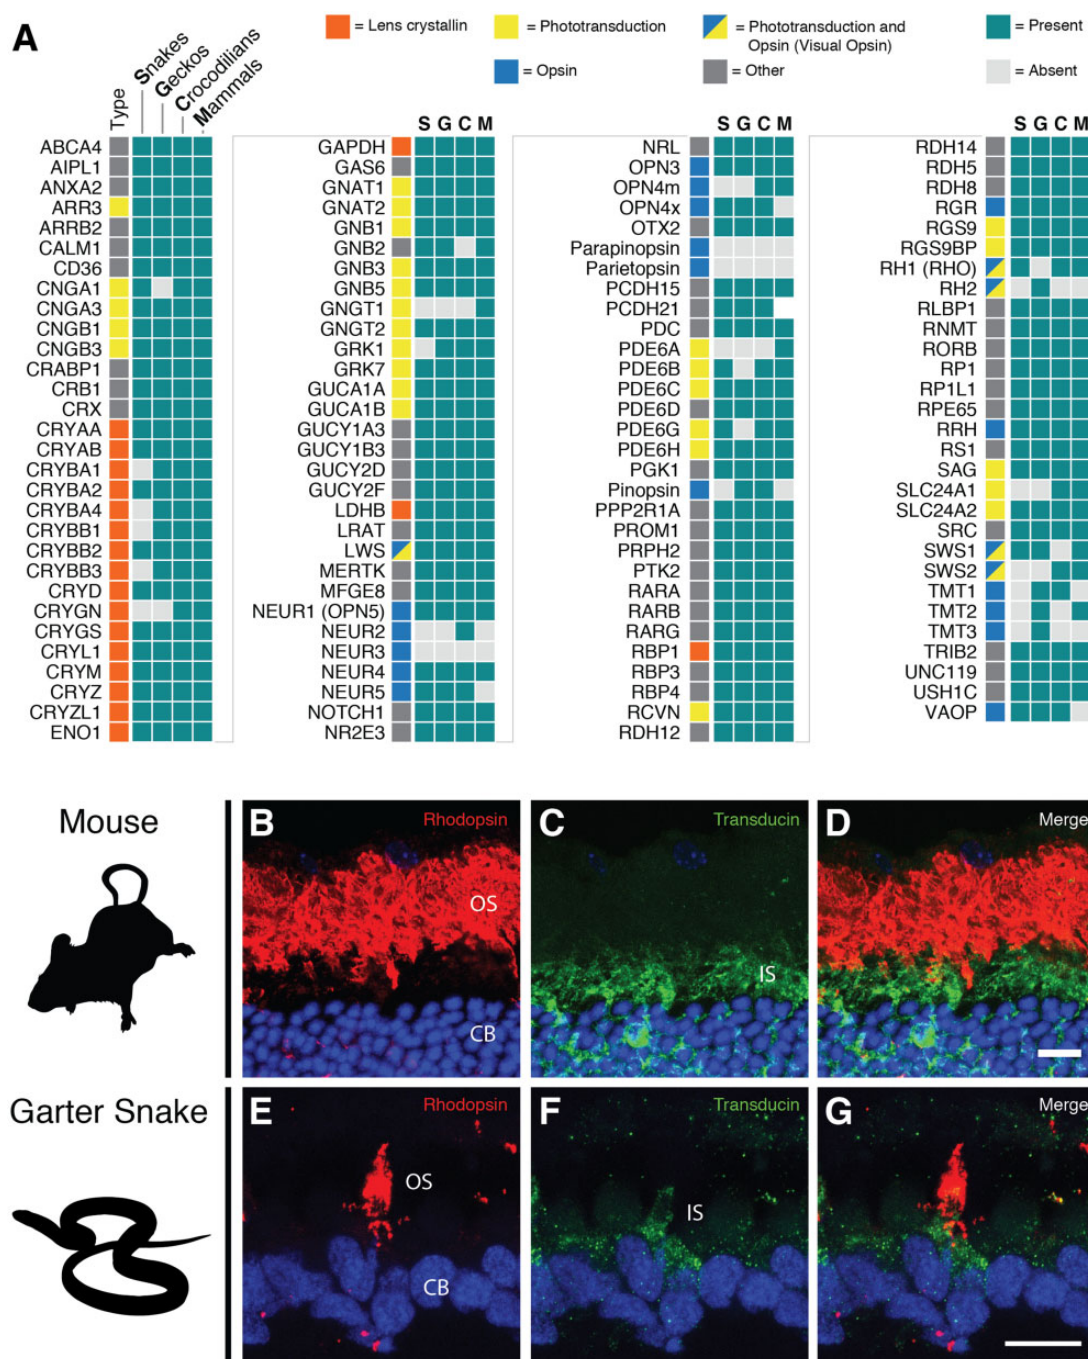 A
= Lens crystallin
= Phototransduction
= Phototransduction and
Opsin (Visual Opsin)
= Present
= Opsin
= Other
= Absent
Type
Snakes
Geckos
Crocodilians
Mammals
ABCA4
AIPL1
ANXA2
ARR3
ARRB2
CALM1
CD36
CNGA1
CNGA3
CNGB1
CNGB3
CRABP1
CRB1
CRX
CRYAA
CRYAB
CRYBA1
CRYBA2
CRYBA4
CRYBB1
CRYBB2
CRYBB3
CRYD
CRYGN
CRYGS
CRYL1
CRYM
CRYZ
CRYZL1
ENO1
S G C M
GAPDH
GAS6
GNAT1
GNAT2
GNB1
GNB2
GNB3
GNB5
GNGT1
GNGT2
GRK1
GRK7
GUCA1A
GUCA1B
GUCY1A3
GUCY1B3
GUCY2D
GUCY2F
LDHB
LRAT
LWS
MERTK
MFGE8
NEUR1 (OPN5)
NEUR2
NEUR3
NEUR4
NEUR5
NOTCH1
NR2E3
S G C M
NRL
OPN3
OPN4m
OPN4x
OTX2
Parapinopsin
Parietopsin
PCDH15
PCDH21
PDC
PDE6A
PDE6B
PDE6C
PDE6D
PDE6G
PDE6H
PGK1
Pinopsin
PPP2R1A
PROM1
PRPH2
PTK2
RARA
RARB
RARG
RBP1
RBP3
RBP4
RCVN
RDH12
S G C M
RDH14
RDH5
RDH8
RGR
RGS9
RGS9BP
RH1 (RHO)
RH2
RLBP1
RNMT
RORB
RP1
RP1L1
RPE65
RRH
RS1
SAG
SLC24A1
SLC24A2
SRC
SWS1
SWS2
TMT1
TMT2
TMT3
TRIB2
UNC119
USH1C
VAOP
Mouse
B
Rhodopsin
OS
CB
C
Transducin
IS
D
Merge
Garter Snake
E
Rhodopsin
OS
CB
F
Transducin
IS
G
Merge